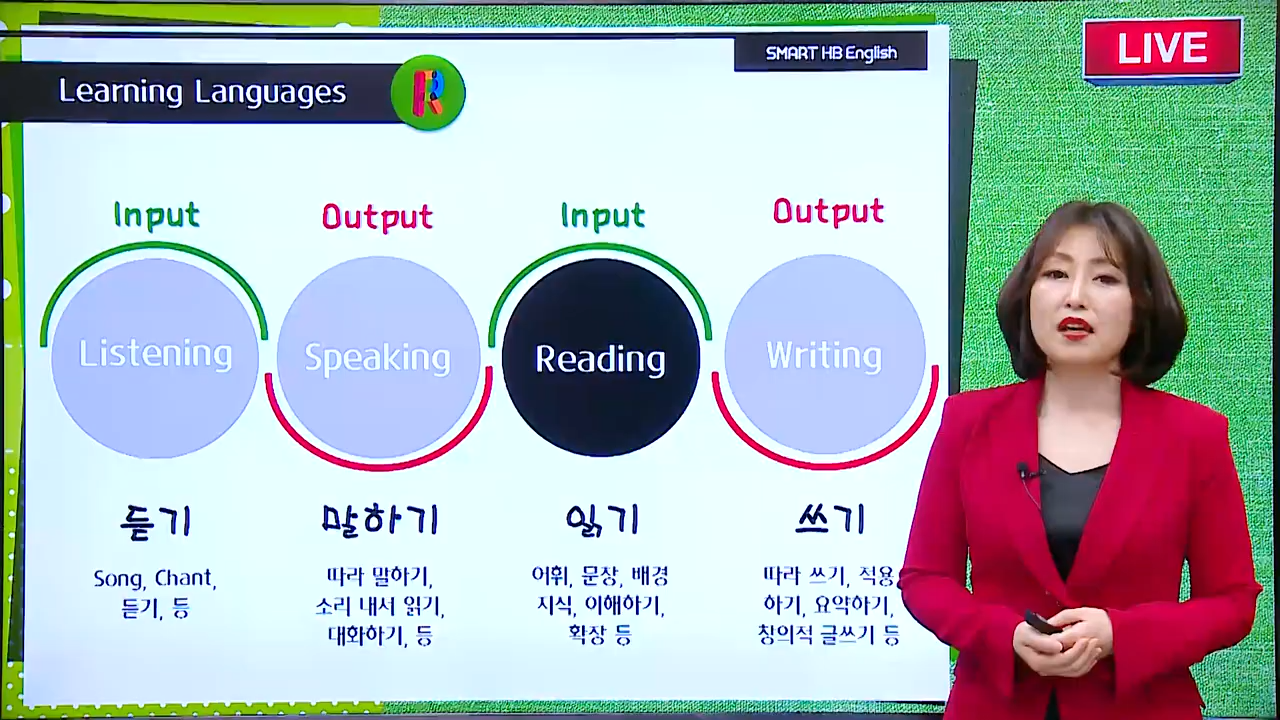 SMART HB English
LIVE
Learning Languages
R
Input
Output
Input
Output
Listening
Speaking
Reading
Writing
듣기
말하기
읽기
쓰기
Song, Chant,
듣기, 등
따라 말하기,
소리 내서 읽기,
대화하기, 등
어휘, 문장, 배경
지식, 이해하기,
확장 등
따라 쓰기, 적용
하기, 요약하기,
창의적 글쓰기 등